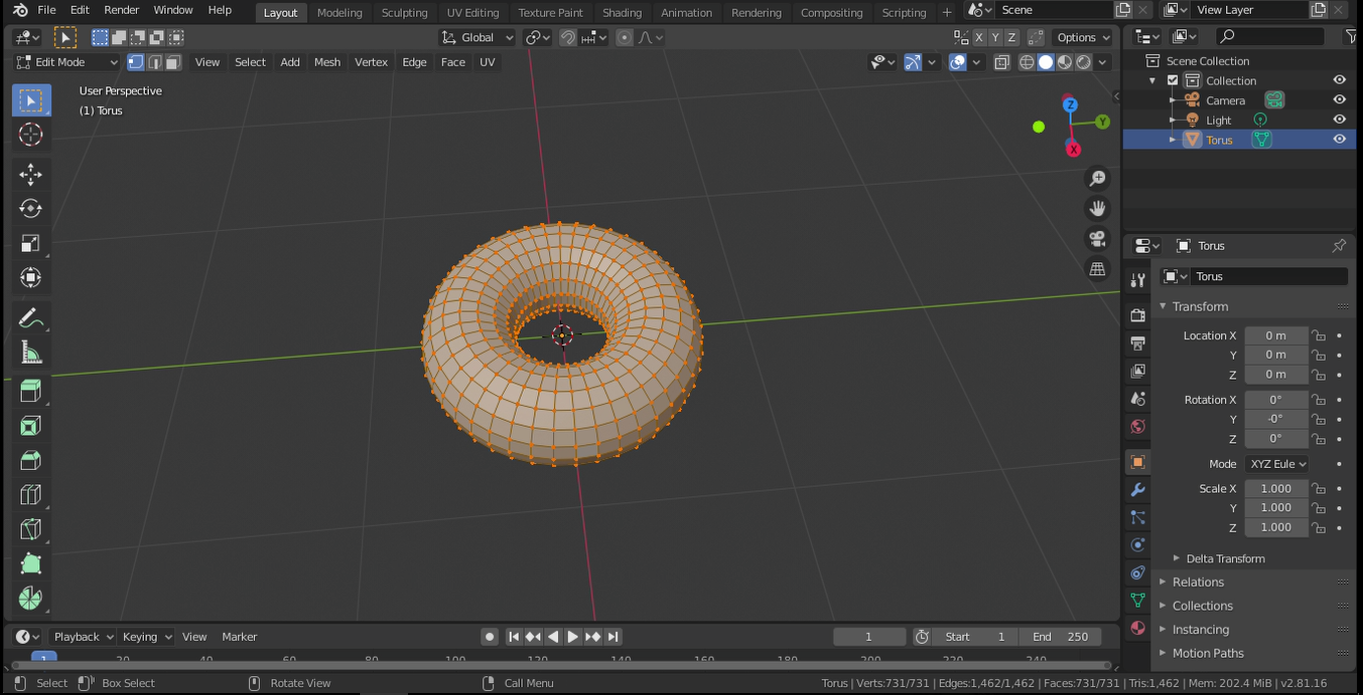 File Edit Render Window Help Layout Modeling Sculpting UV Editing Texture Paint Shading Animation Rendering Compositing Scripting + Scene View Layer
Global X Y Z Options
Edit Mode View Select Add Mesh Vertex Edge Face UV
User Perspective
(1) Torus
Z
Y
X
Scene Collection
Collection
Camera
Light
Torus
Torus
Torus
Transform
Location X 0 m
Y 0 m
Z 0 m
Rotation X 0°
Y -0°
Z 0°
Mode XYZ Eule
Scale X 1.000
Y 1.000
Z 1.000
Delta Transform
Relations
Collections
Instancing
Motion Paths
Playback Keying View Marker 1 Start 1 End 250
1 20 40 60 80 100 120 140 160 180 200 220 240
Select Box Select Rotate View Call Menu Torus | Verts:731/731 | Edges:1,462/1,462 | Faces:731/731 | Tris:1,462 | Mem: 202.4 MiB | v2.81.16